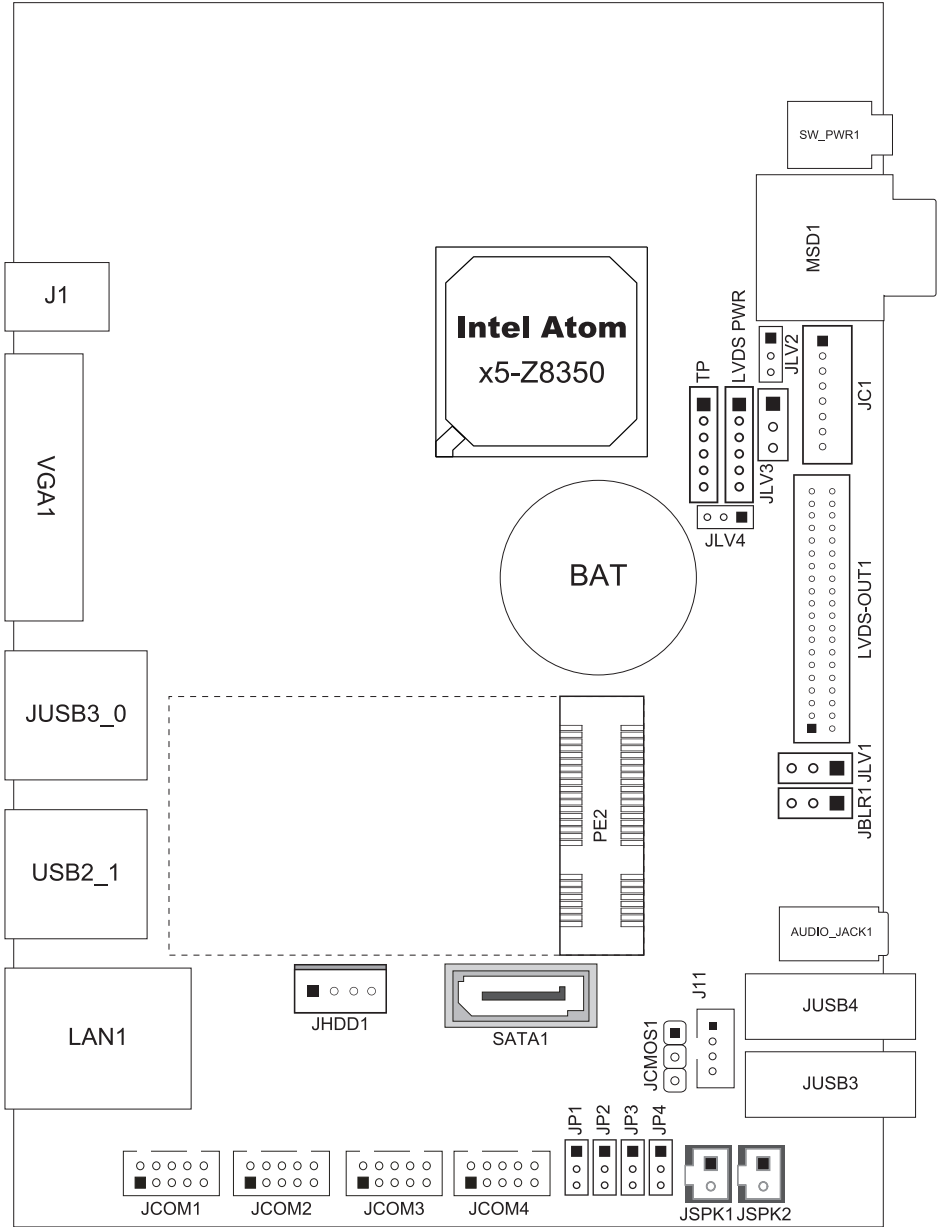 SW_PWR1
MSD1
J1
Intel Atom
x5-Z8350
JLV2
JC1
TP
LVDS PWR
JLV3
JLV4
VGA1
BAT
LVDS-OUT1
JUSB3_0
JLV1
JBLR1
PE2
USB2_1
AUDIO_JACK1
J11
JUSB4
JHDD1
SATA1
LAN1
JCMOS1
JUSB3
JP1
JP2
JP3
JP4
JCOM1
JCOM2
JCOM3
JCOM4
JSPK1
JSPK2